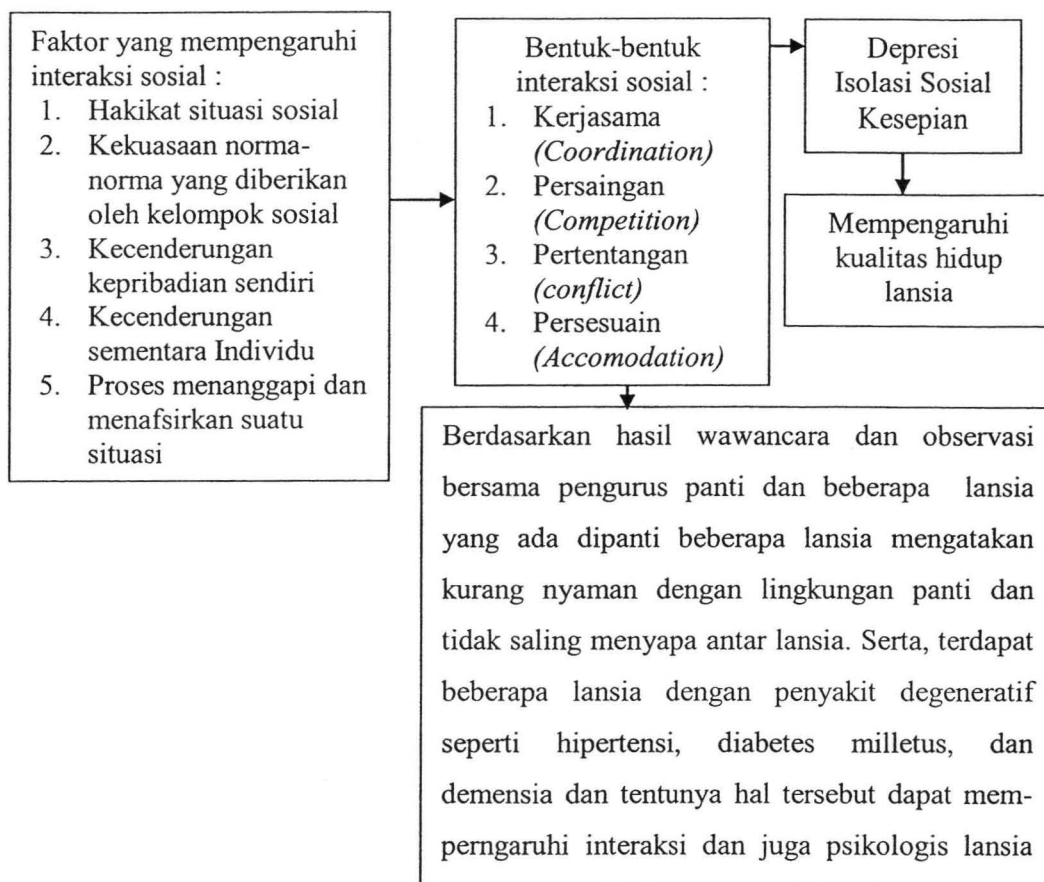 Faktor yang mempengaruhi
interaksi sosial :
1. Hakikat situasi sosial
2. Kekuasaan norma-
norma yang diberikan
oleh kelompok sosial
3. Kecenderungan
kepribadian sendiri
4. Kecenderungan
sementara Individu
5. Proses menanggapi dan
menafsirkan suatu
situasi
Bentuk-bentuk
interaksi sosial :
1. Kerjasama
(Coordination)
2. Persaingan
(Competition)
3. Pertentangan
(conflict)
4. Persesuain
(Accomodation)
Depresi
Isolasi Sosial
Kesepian
Mempengaruhi
kualitas hidup
lansia
Berdasarkan hasil wawancara dan observasi
bersama pengurus panti dan beberapa lansia
yang ada dipanti beberapa lansia mengatakan
kurang nyaman dengan lingkungan panti dan
tidak saling menyapa antar lansia. Serta, terdapat
beberapa lansia dengan penyakit degeneratif
seperti hipertensi, diabetes milletus, dan
demensia dan tentunya hal tersebut dapat mem-
perngaruhi interaksi dan juga psikologis lansia